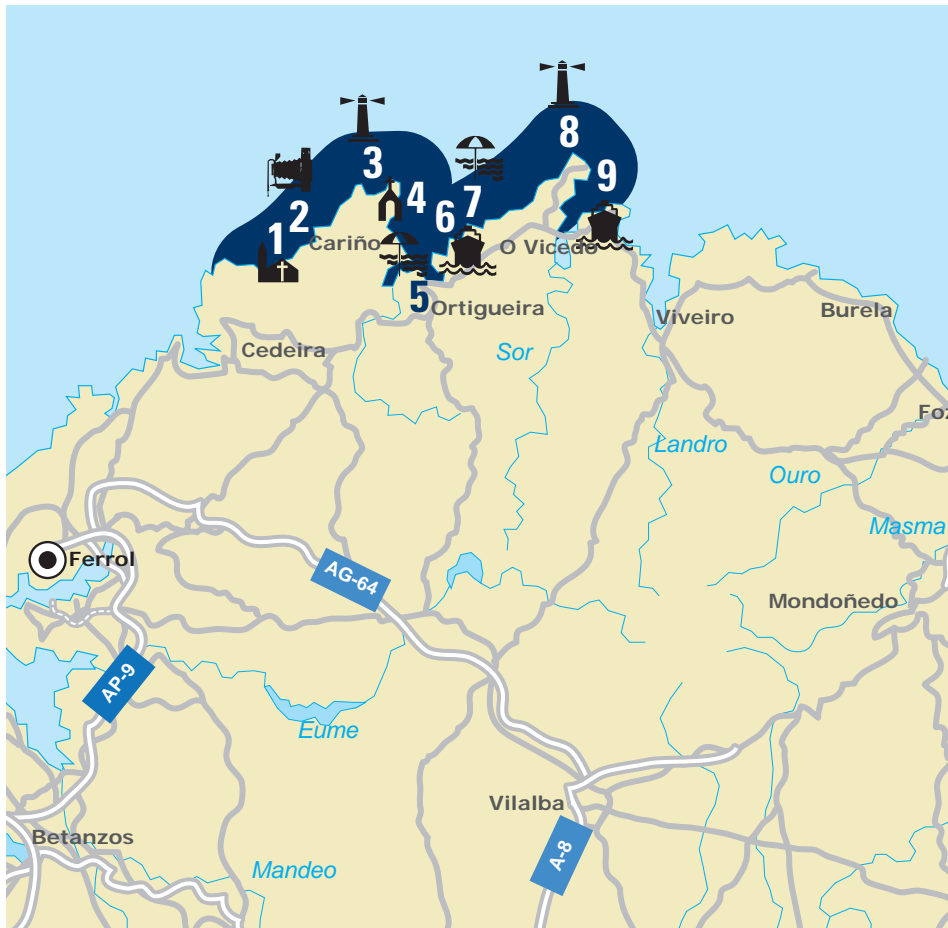 8
3
9
4
2
7
6
1
Cariño
O Vicedo
5
Ortigueira
Burela
Viveiro
Cedeira
Sor
Foz
Landro
Ouro
Masma
Ferrol
AG-64
Mondoñedo
AP-9
Eume
Vilalba
Betanzos
A-8
Mandeo